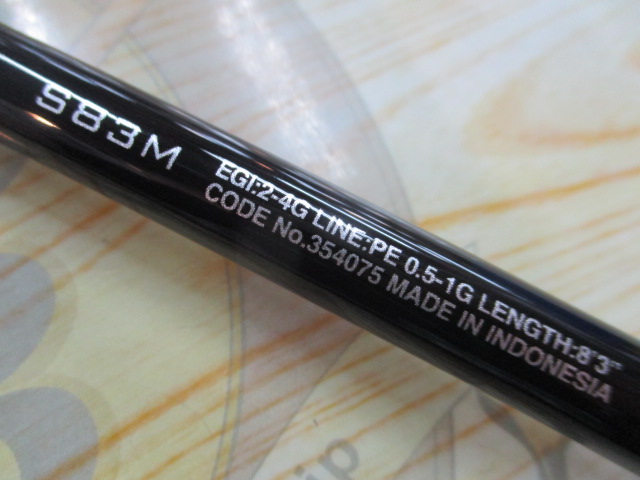 S83M
EGI:2-4G LINE:PE 0.5-1G LENGTH:8'3"
CODE No.354075 MADE IN INDONESIA